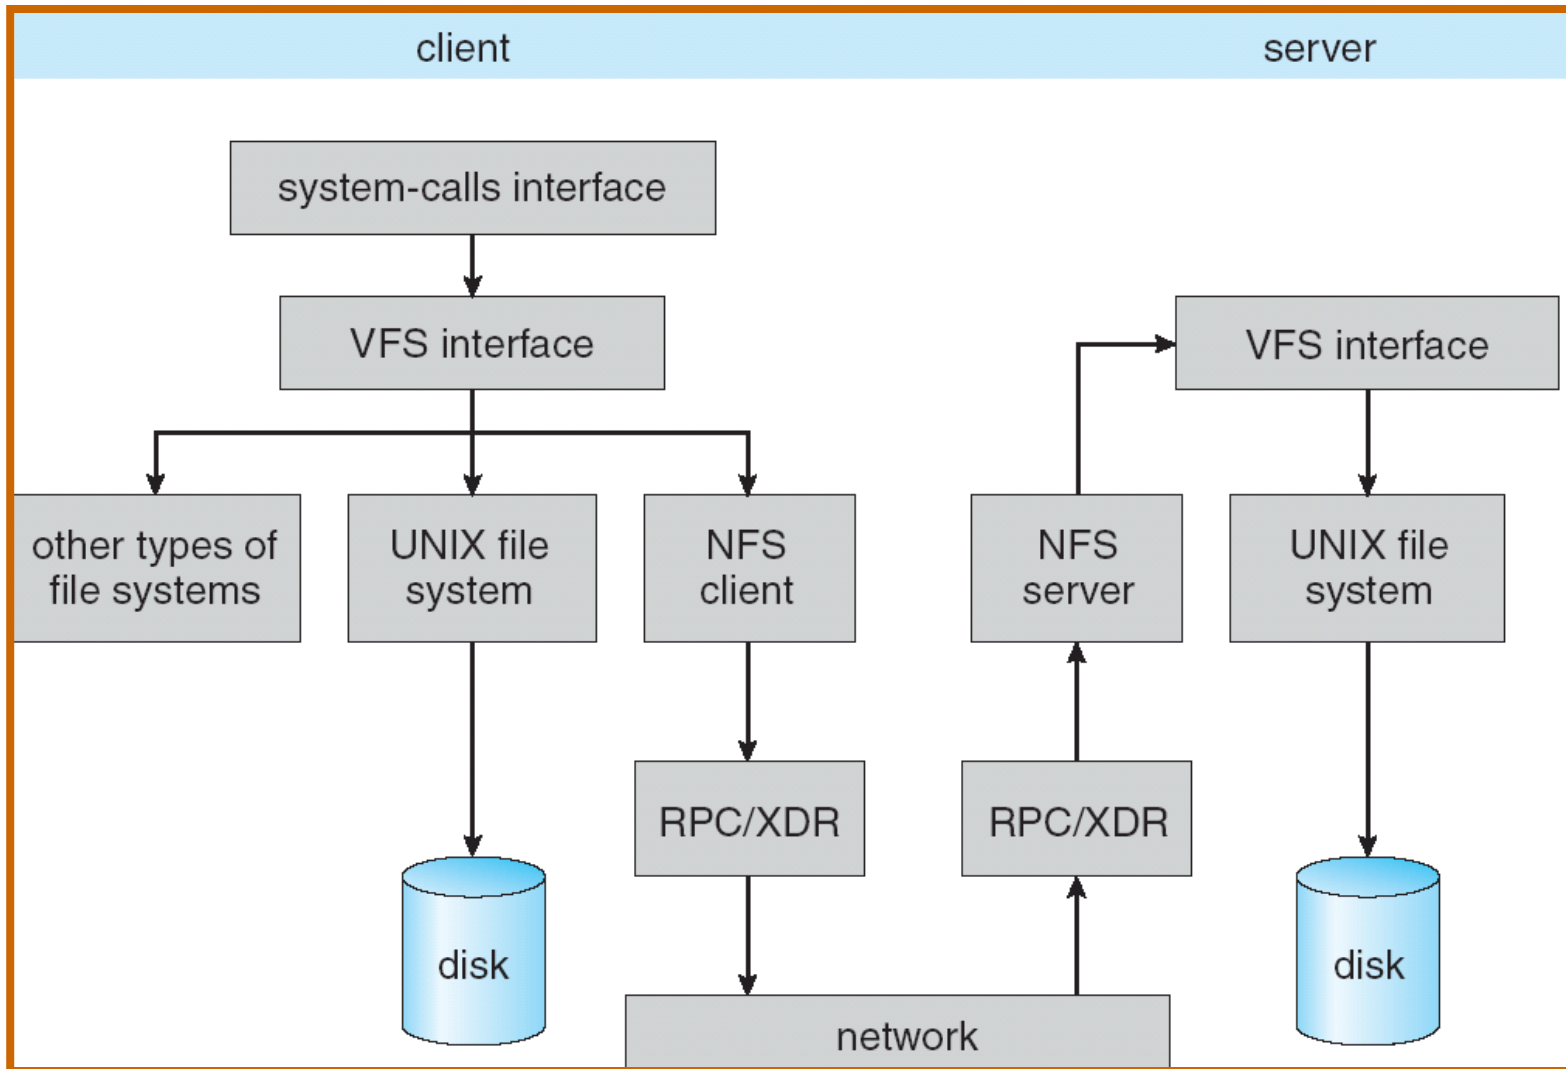 client
server
system-calls interface
VFS interface
VFS interface
other types of
file systems
UNIX file
system
NFS
client
NFS
server
UNIX file
system
RPC/XDR
RPC/XDR
disk
disk
network